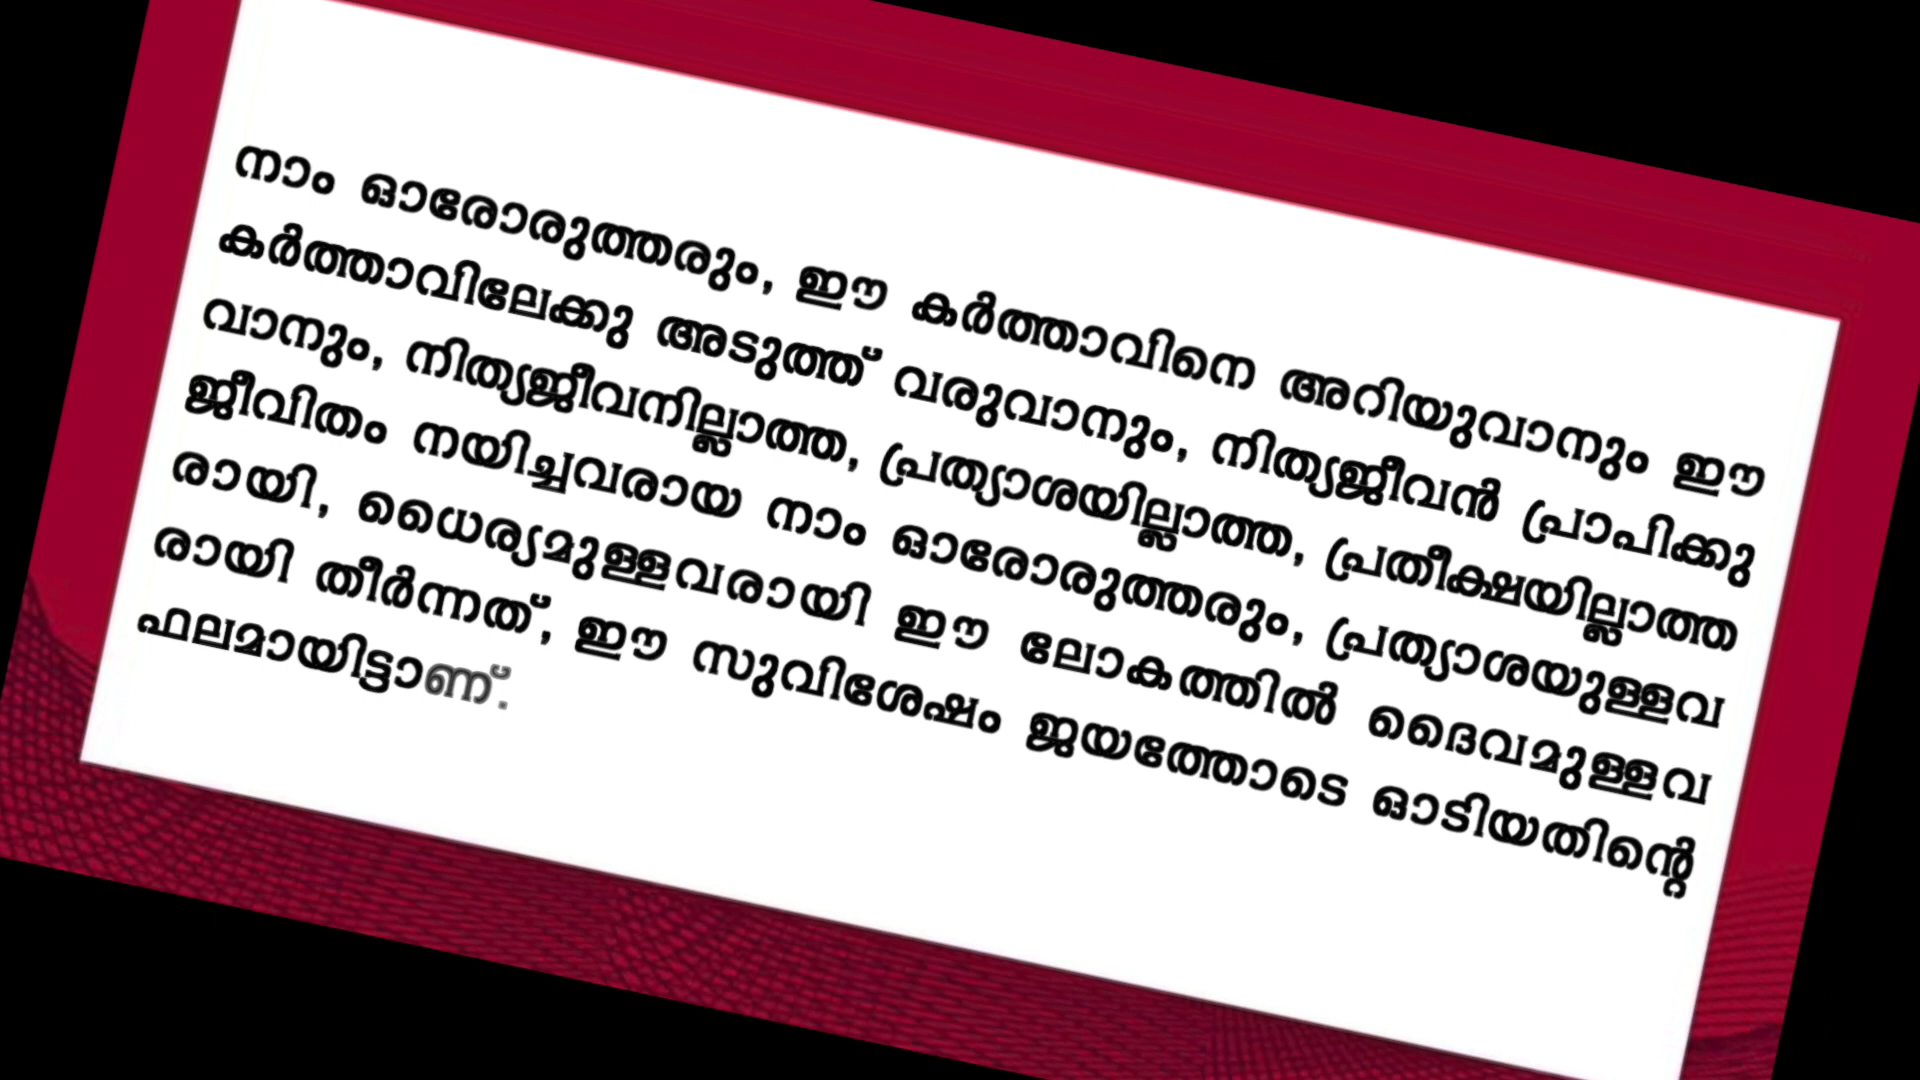 നാം ഓരോരുത്തരും, ഈ കർത്താവിനെ അറിയുവാനും ഈ
കർത്താവിലേക്കു അടുത്ത് വരുവാനും, നിത്യജീവൻ പ്രാപിക്കു
വാനും, നിത്യജീവനില്ലാത്ത, പ്രത്യാശയില്ലാത്ത, പ്രതീക്ഷയില്ലാത്ത
ജീവിതം നയിച്ചവരായ നാം ഓരോരുത്തരും, പ്രത്യാശയുള്ളവ
രായി, ധൈര്യമുള്ളവരായി ഈ ലോകത്തിൽ ദൈവമുള്ളവ
രായി തീർന്നത്, ഈ സുവിശേഷം ജയത്തോടെ ഓടിയതിന്റെ
ഫലമായിട്ടാണ്.